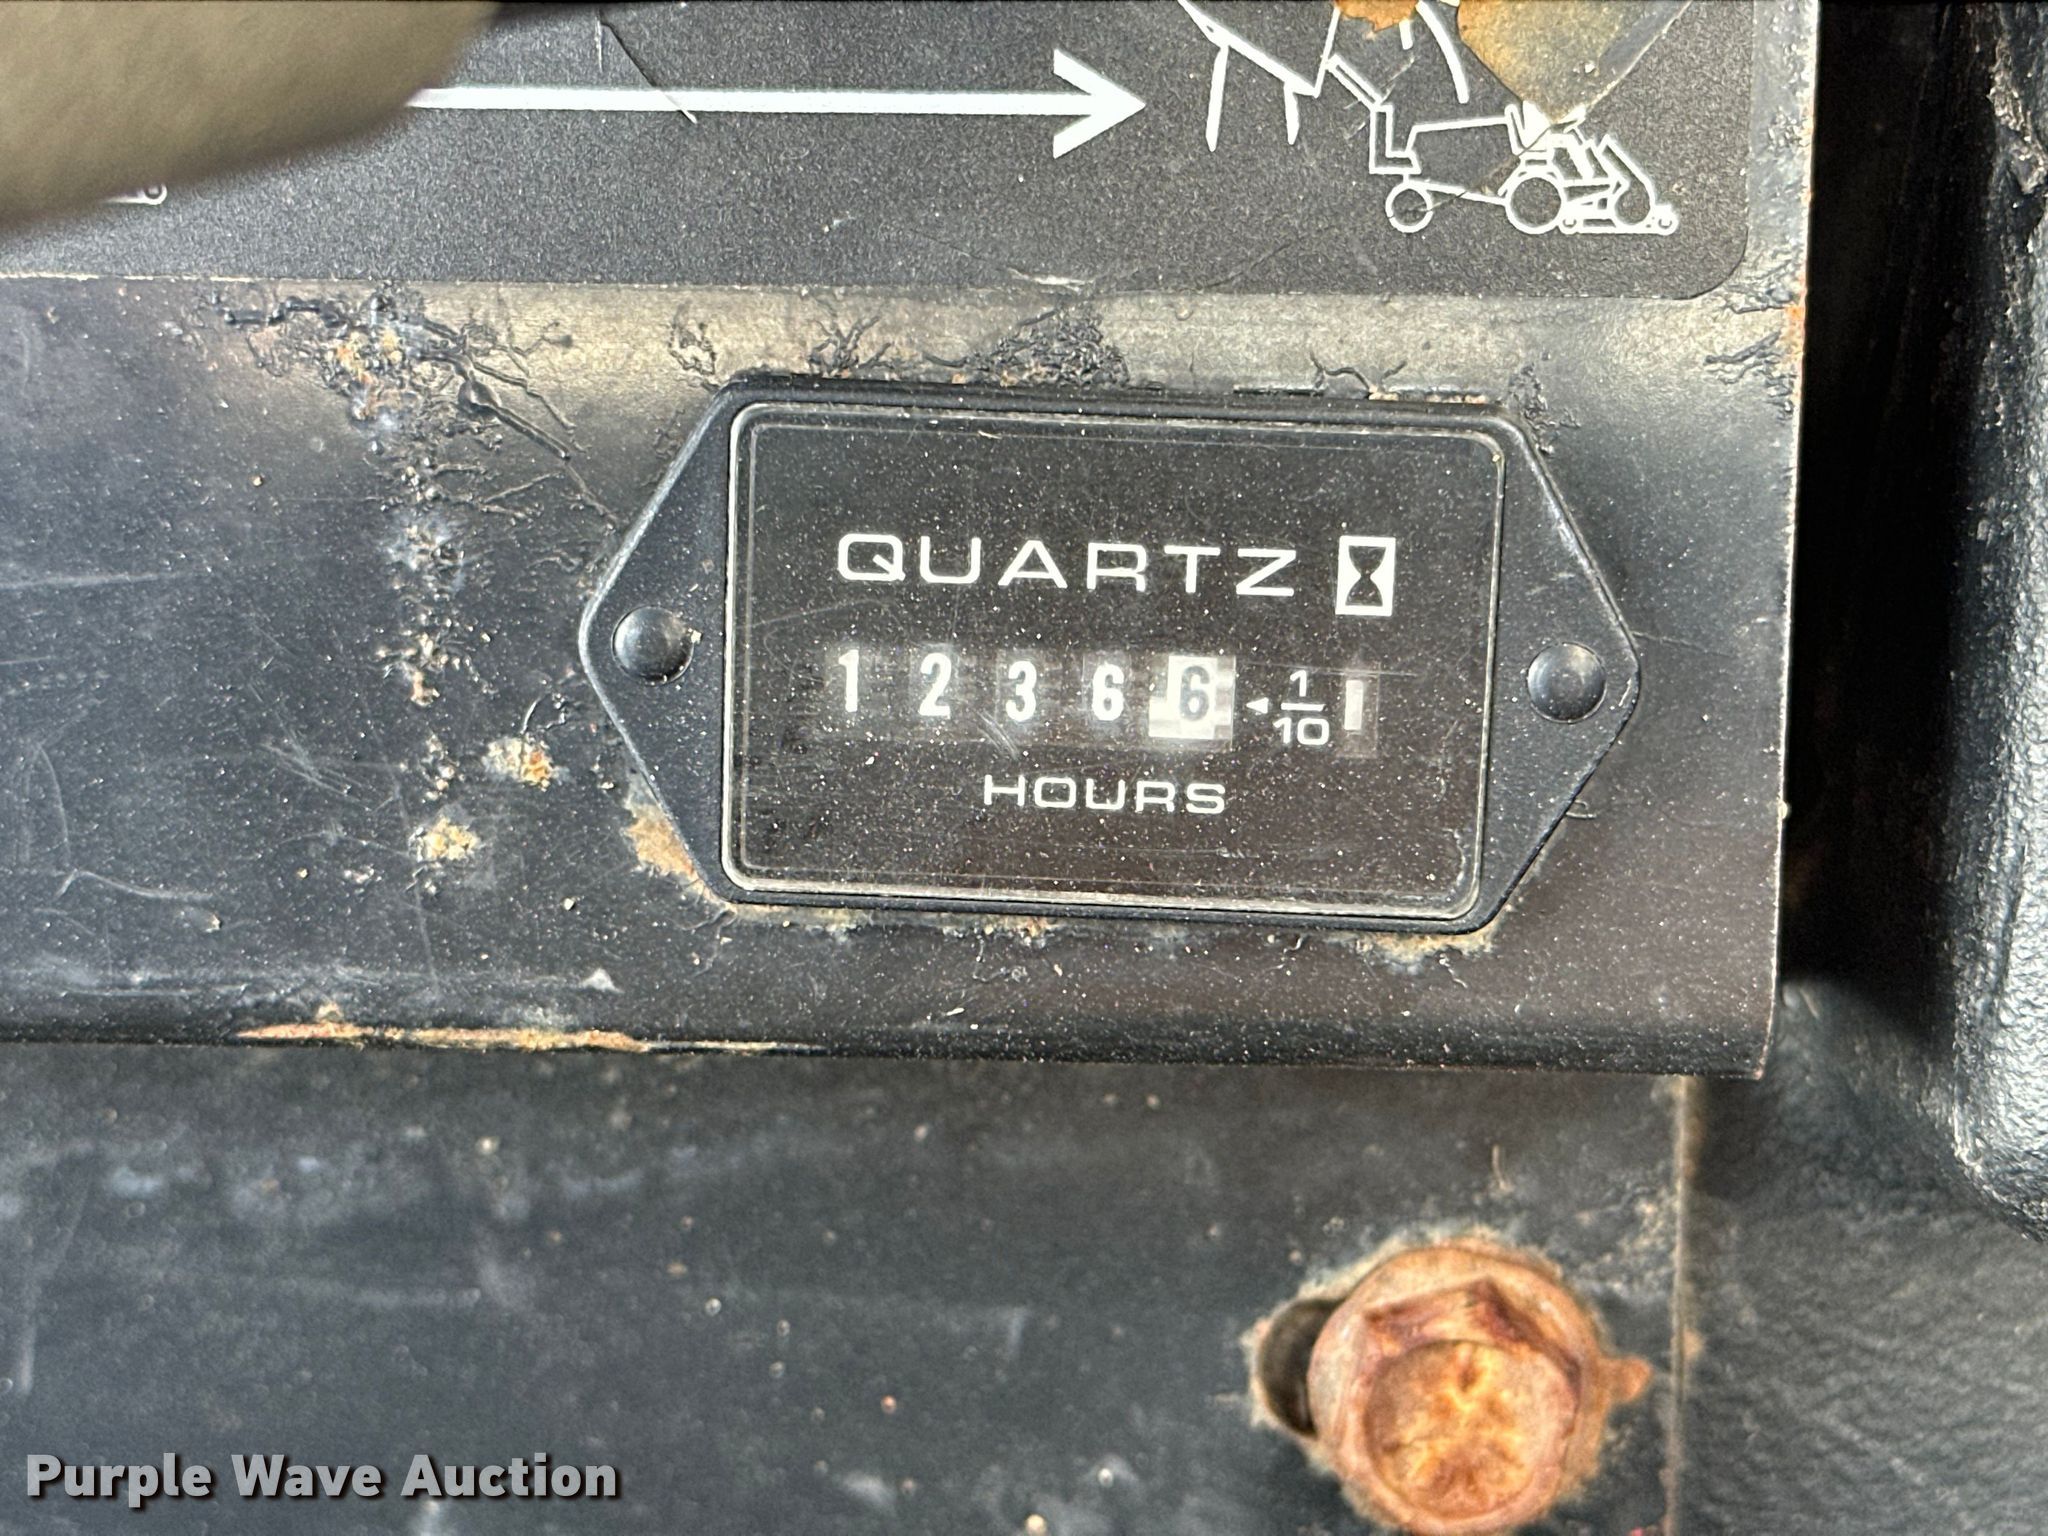 QUARTZ
1 2 3 6 6 1/10
HOURS
Purple Wave Auction